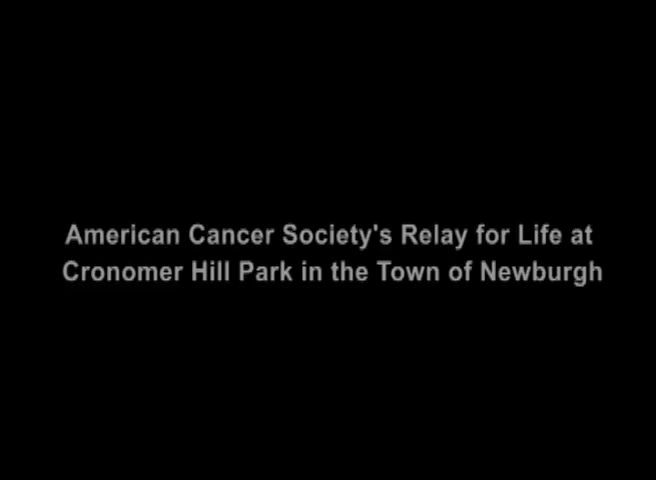 American Cancer Society's Relay for Life at
Cronomer Hill Park in the Town of Newburgh